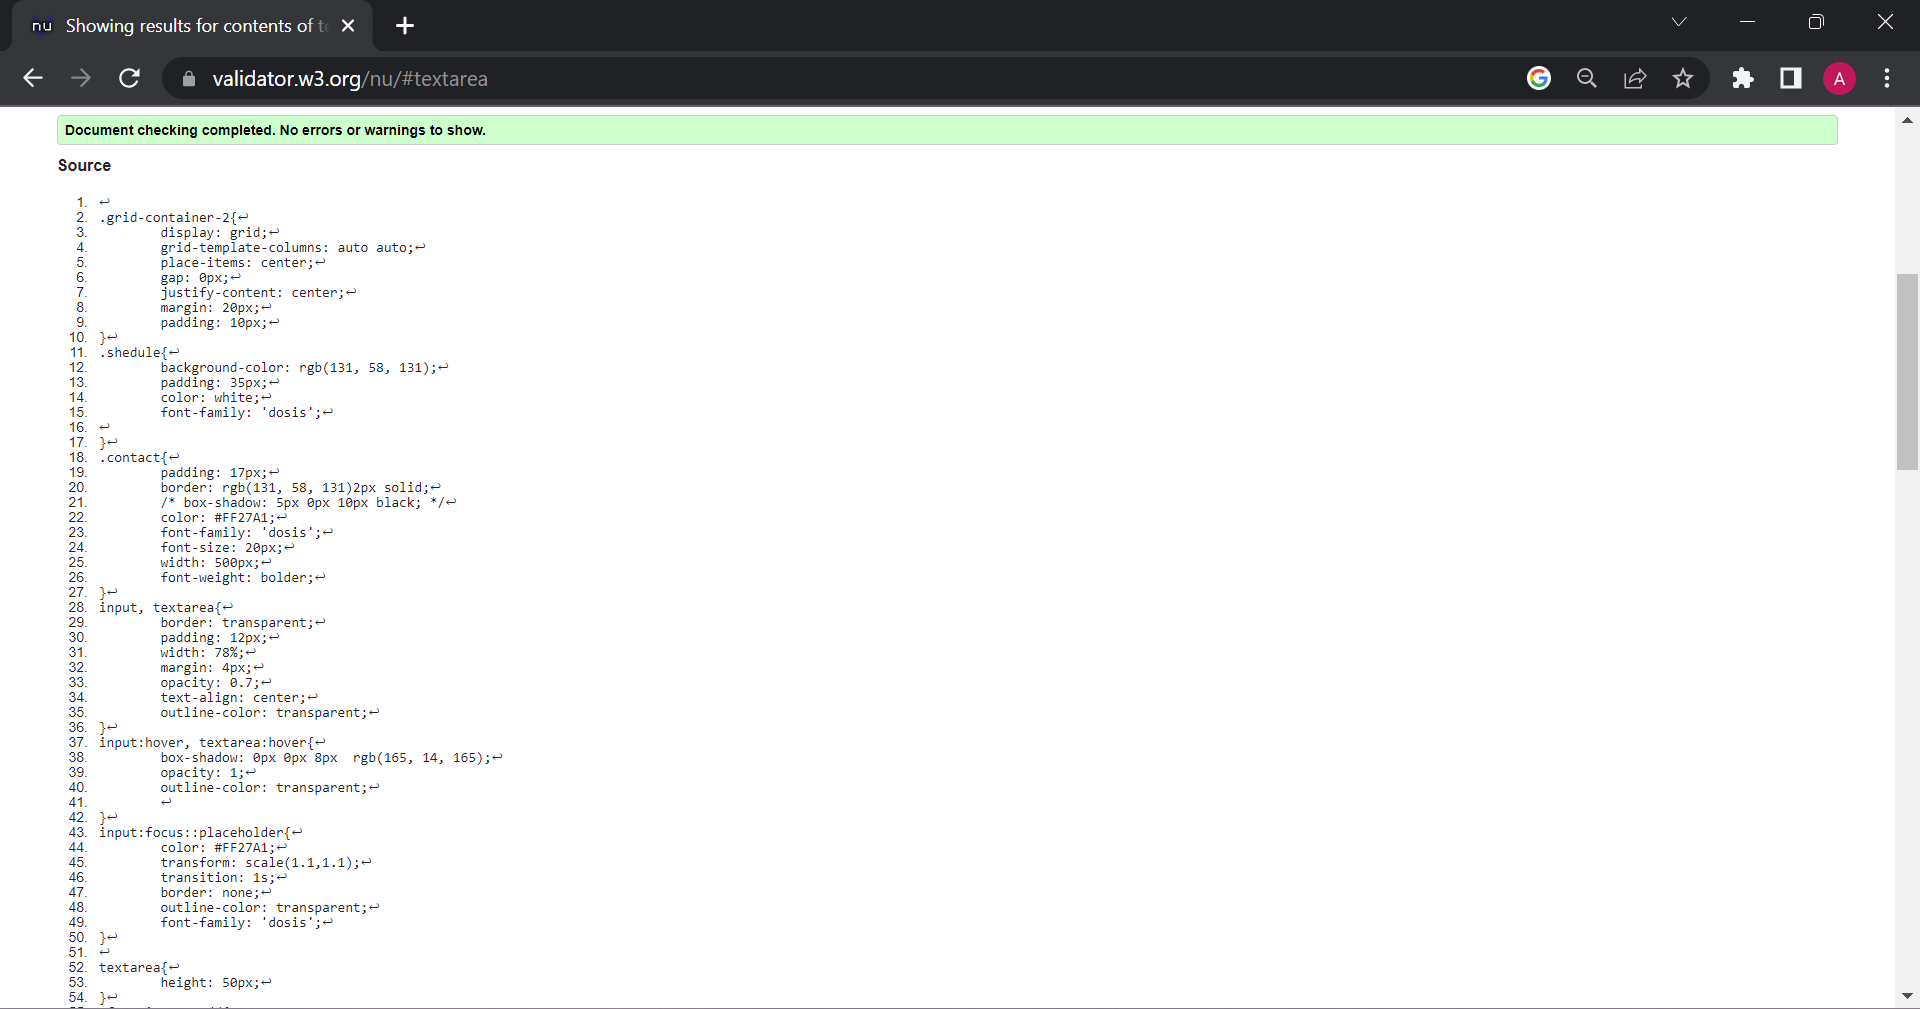 nu Showing results for contents of te
validator.w3.org/nu/#textarea
A
Document checking completed. No errors or warnings to show.
Source
1. ↩
2. .grid-container-2{↩
3. display: grid;↩
4. grid-template-columns: auto auto;↩
5. place-items: center;↩
6. gap: 0px;↩
7. justify-content: center;↩
8. margin: 20px;↩
9. padding: 10px;↩
10. }↩
11. .shedule{↩
12. background-color: rgb(131, 58, 131);↩
13. padding: 35px;↩
14. color: white;↩
15. font-family: 'dosis';↩
16. ↩
17. }↩
18. .contact{↩
19. padding: 17px;↩
20. border: rgb(131, 58, 131)2px solid;↩
21. /* box-shadow: 5px 0px 10px black; */↩
22. color: #FF27A1;↩
23. font-family: 'dosis';↩
24. font-size: 20px;↩
25. width: 500px;↩
26. font-weight: bolder;↩
27. }↩
28. input, textarea{↩
29. border: transparent;↩
30. padding: 12px;↩
31. width: 78%;↩
32. margin: 4px;↩
33. opacity: 0.7;↩
34. text-align: center;↩
35. outline-color: transparent;↩
36. }↩
37. input:hover, textarea:hover{↩
38. box-shadow: 0px 0px 8px  rgb(165, 14, 165);↩
39. opacity: 1;↩
40. outline-color: transparent;↩
41. ↩
42. }↩
43. input:focus::placeholder{↩
44. color: #FF27A1;↩
45. transform: scale(1.1,1.1);↩
46. transition: 1s;↩
47. border: none;↩
48. outline-color: transparent;↩
49. font-family: 'dosis';↩
50. }↩
51. ↩
52. textarea{↩
53. height: 50px;↩
54. }↩